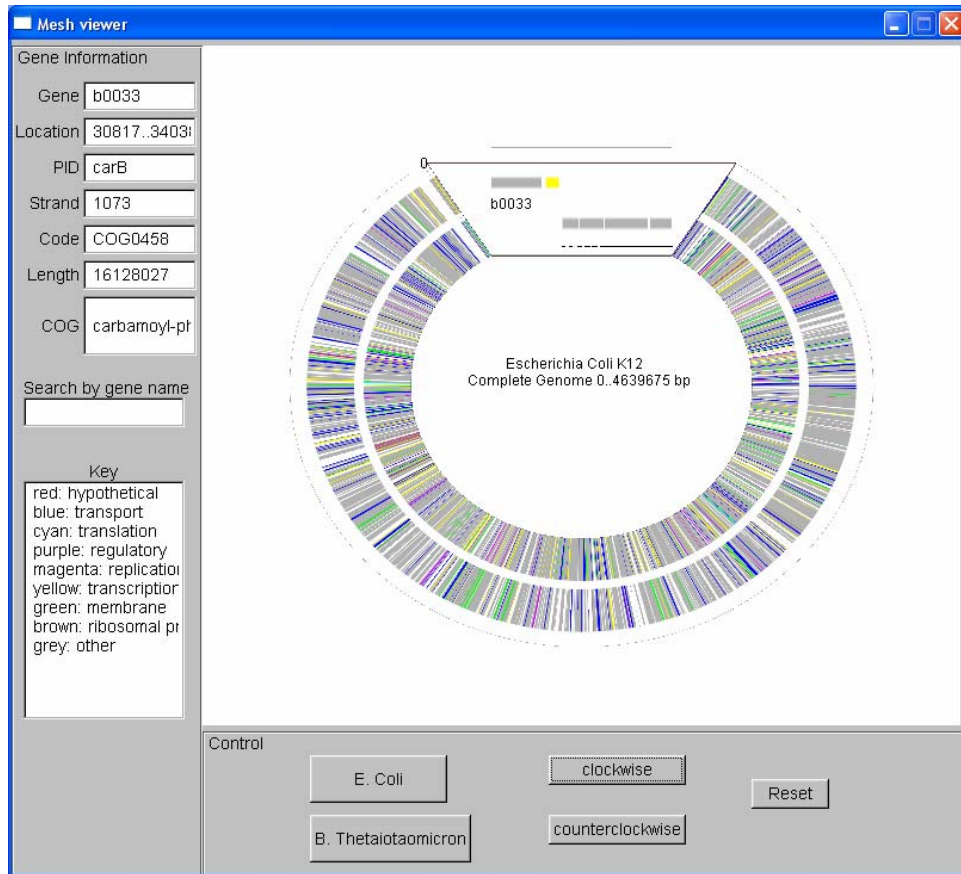 Mesh viewer
Gene Information
Gene b0033
Location 30817..3403
PID carB
Strand 1073
Code COG0458
Length 16128027
COG carbamoyl-ph
Search by gene name
Key
red: hypothetical
blue: transport
cyan: translation
purple: regulatory
magenta: replication
yellow: transcription
green: membrane
brown: ribosomal pr
grey: other
0
b0033
Escherichia Coli K12
Complete Genome 0..4639675 bp
Control
E. Coli
clockwise
Reset
B. Thetaiotaomicron
counterclockwise